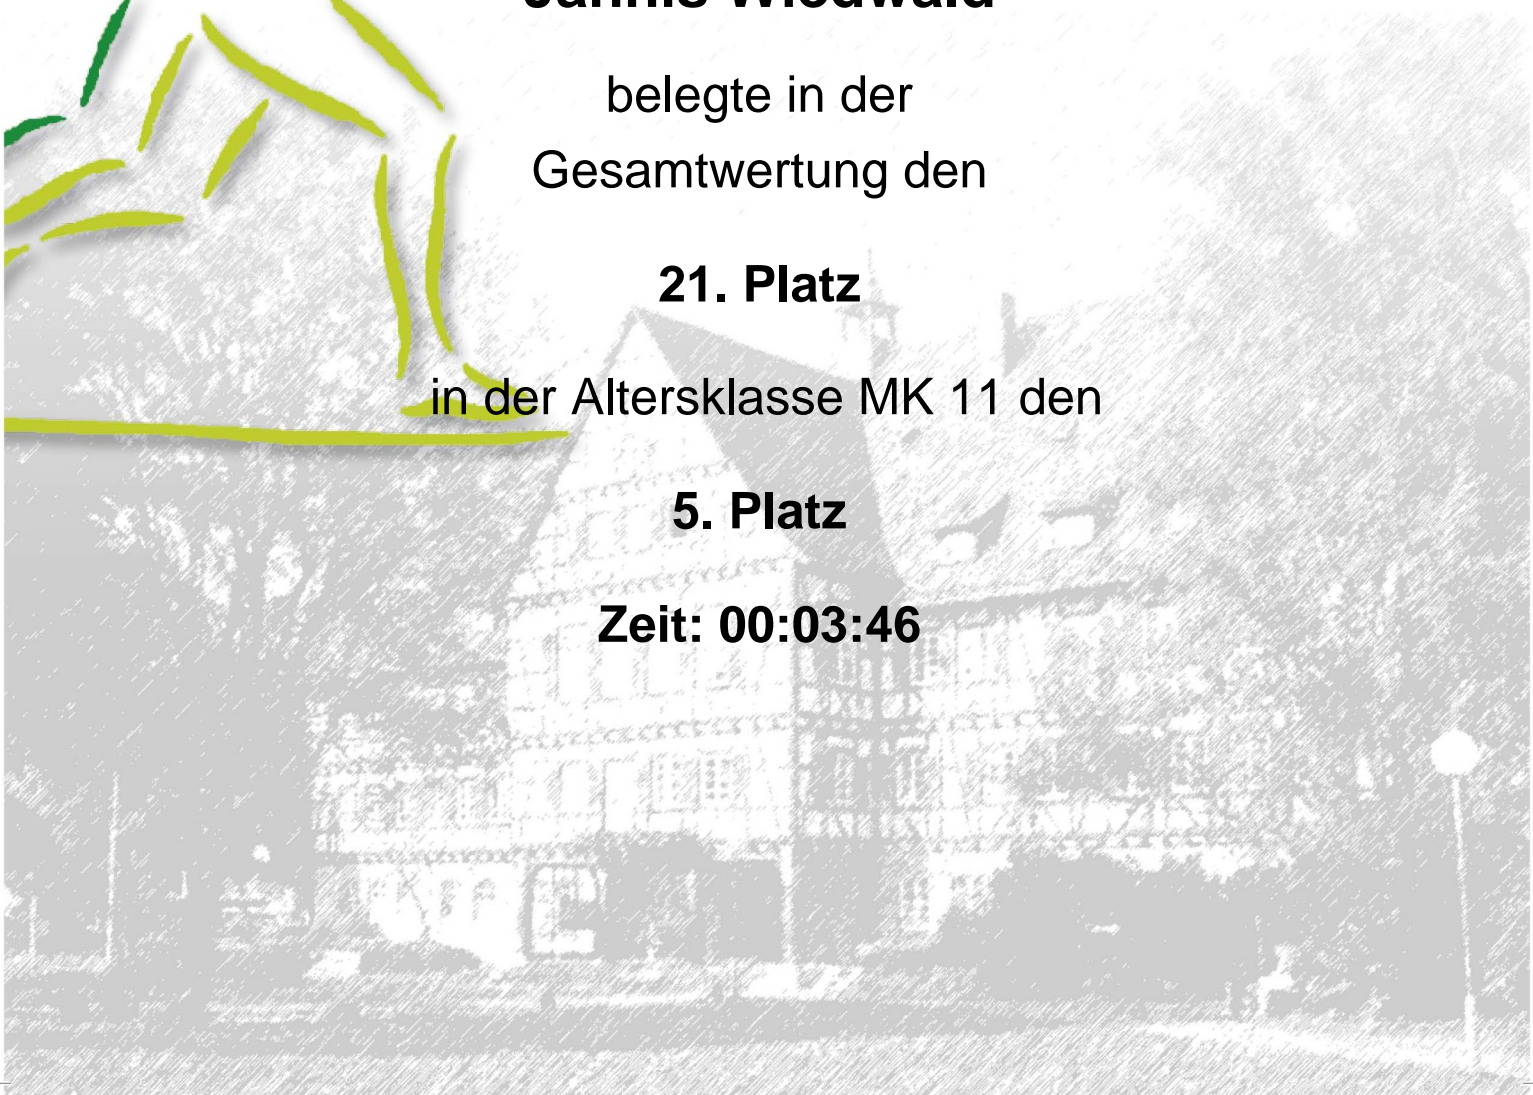 belegte in der
Gesamtwertung den
21. Platz
in der Altersklasse MK 11 den
5. Platz
Zeit: 00:03:46